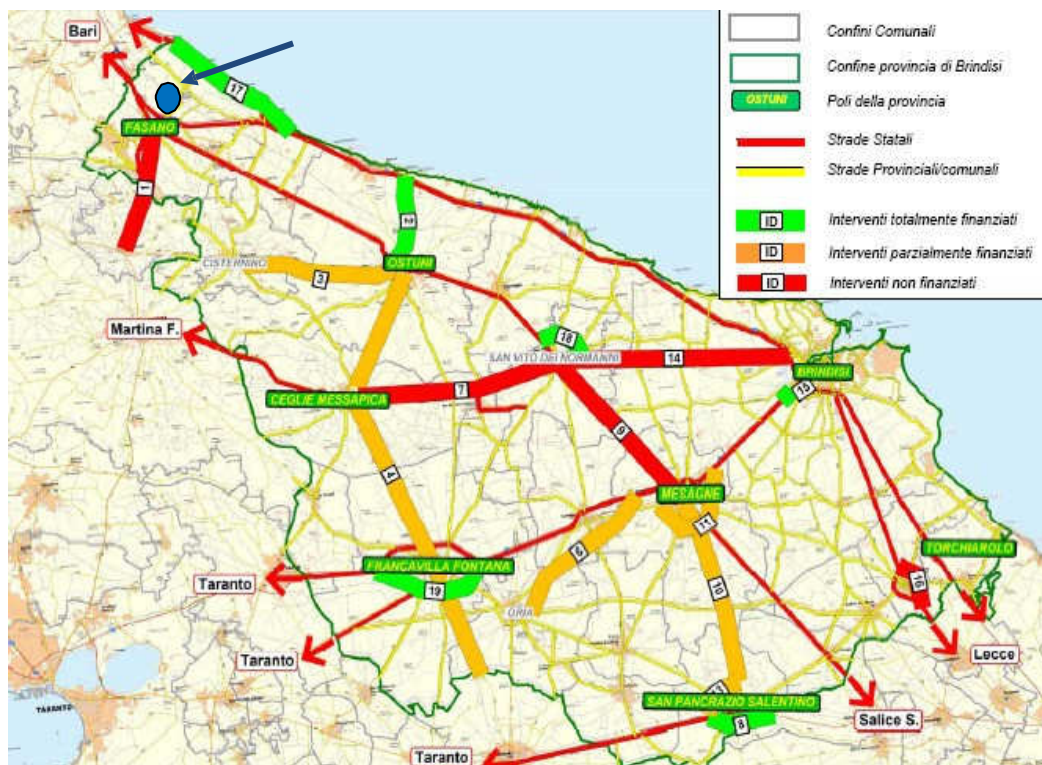 Bari
17
FASANO
1
2
CISTERNINO
3
OSTUNI
Martina F.
18
SAN VITO DEI NORMANNI
14
BRINDISI
15
CEGLIE MESSAPICA
7
9
4
MESAGNE
11
6
FRANCAVILLA FONTANA
19
Taranto
ORIA
10
TORCHIAROLO
16
Lecce
Taranto
TARANTO
SAN PANCRAZIO SALENTINO
8
Salice S.
Taranto
Confini Comunali
Confine provincia di Brindisi
OSTUNI
Poli della provincia
Strade Statali
Strade Provinciali/comunali
ID
Interventi totalmente finanziati
ID
Interventi parzialmente finanziati
ID
Interventi non finanziati